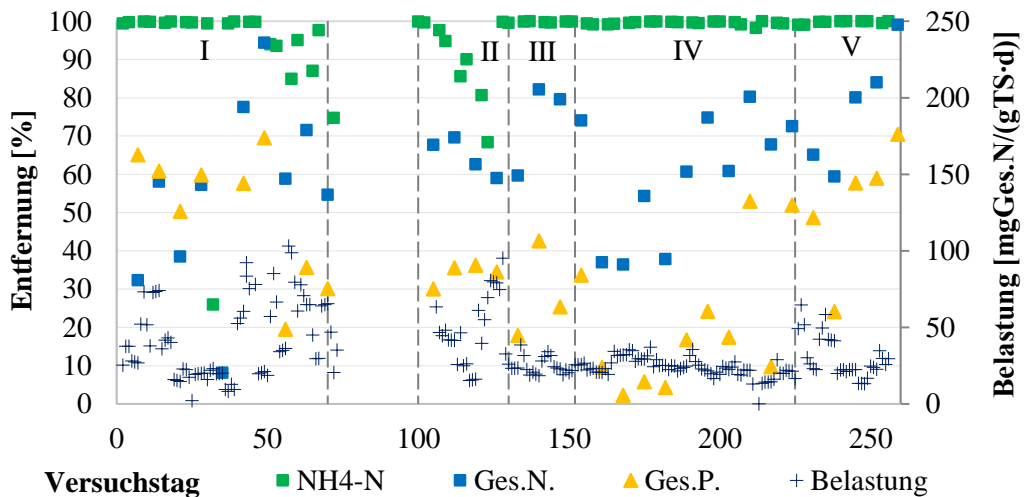 Entfernung [%]
100
90
80
70
60
50
40
30
20
10
0
I
II
III
IV
V
250
200
150
100
50
0
Belastung [mgGes.N/(gTS·d)]
0
50
100
150
200
250
Versuchstag
NH4-N
Ges.N.
Ges.P.
Belastung